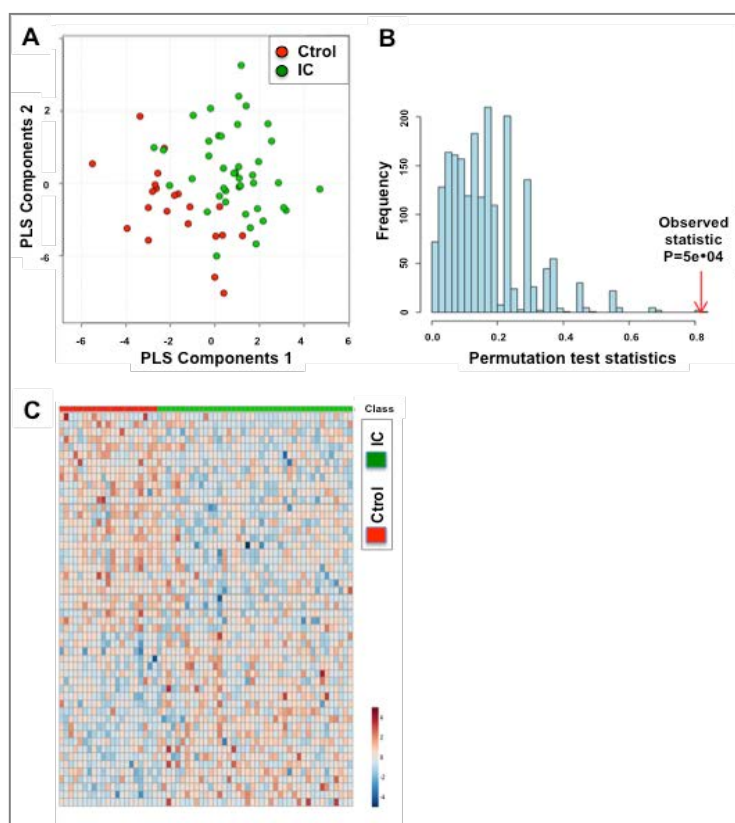 A
Ctrol
IC
PLS Components 2
2
0
-6
-6
-4
-2
0
2
4
6
PLS Components 1
B
Frequency
200
150
100
50
0
Observed
statistic
P=5e•04
0.0
0.2
0.4
0.6
0.8
Permutation test statistics
C
Class
IC
Ctrol
4
2
0
-2
-4